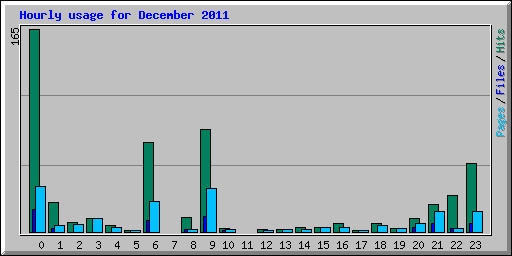 Hourly usage for December 2011
165
Pages/Files/Hits
0 1 2 3 4 5 6 7 8 9 10 11 12 13 14 15 16 17 18 19 20 21 22 23